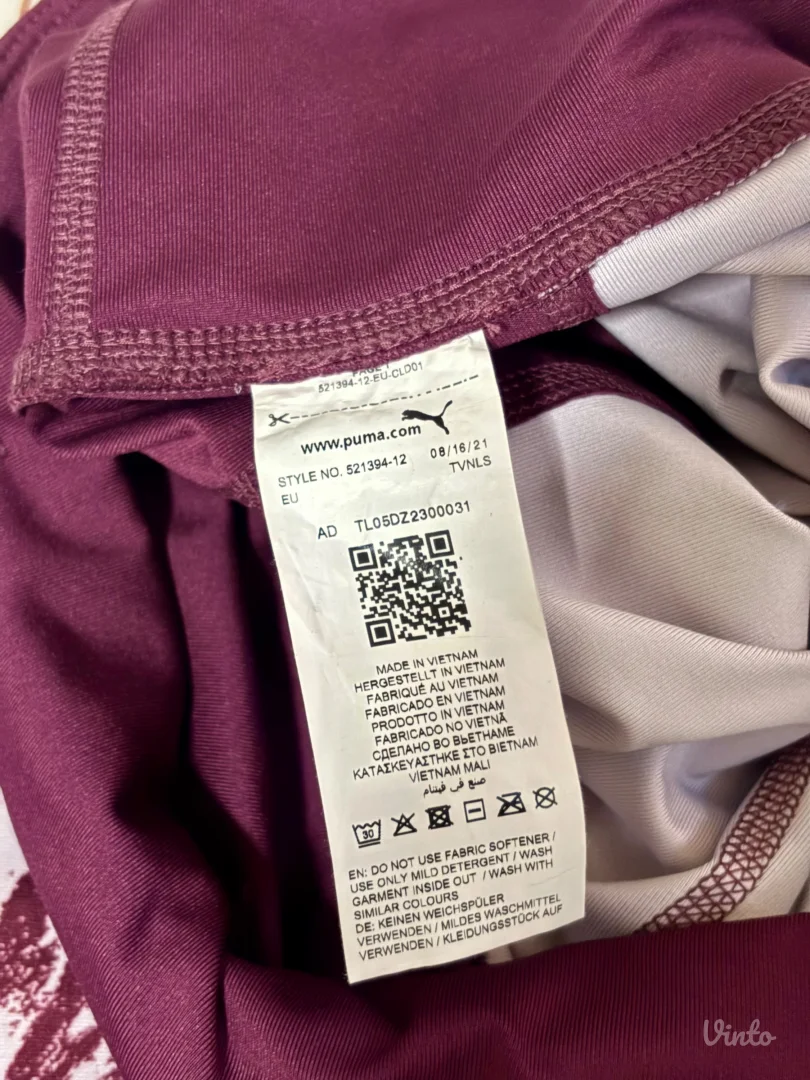 PAGE 1
521394-12-EU-CLD01
www.puma.com
STYLE NO. 521394-12 08/16/21
EU TVNLS
AD TL05DZ2300031
MADE IN VIETNAM
HERGESTELLT IN VIETNAM
FABRIQUÉ AU VIETNAM
FABRICADO EN VIETNAM
PRODOTTO IN VIETNAM
FABRICADO NO VIETNÃ
СДЕЛАНО ВО ВЬЕТНАМЕ
ΚΑΤΑΣΚΕΥΑΣΤΗΚΕ ΣΤΟ ΒΙΕΤΝΑΜ
VIETNAM MALI
صنع في فيتنام
30
EN: DO NOT USE FABRIC SOFTENER /
USE ONLY MILD DETERGENT / WASH
GARMENT INSIDE OUT / WASH WITH
SIMILAR COLOURS
DE: KEINEN WEICHSPÜLER
VERWENDEN / MILDES WASCHMITTEL
VERWENDEN / KLEIDUNGSSTÜCK AUF
Vinto